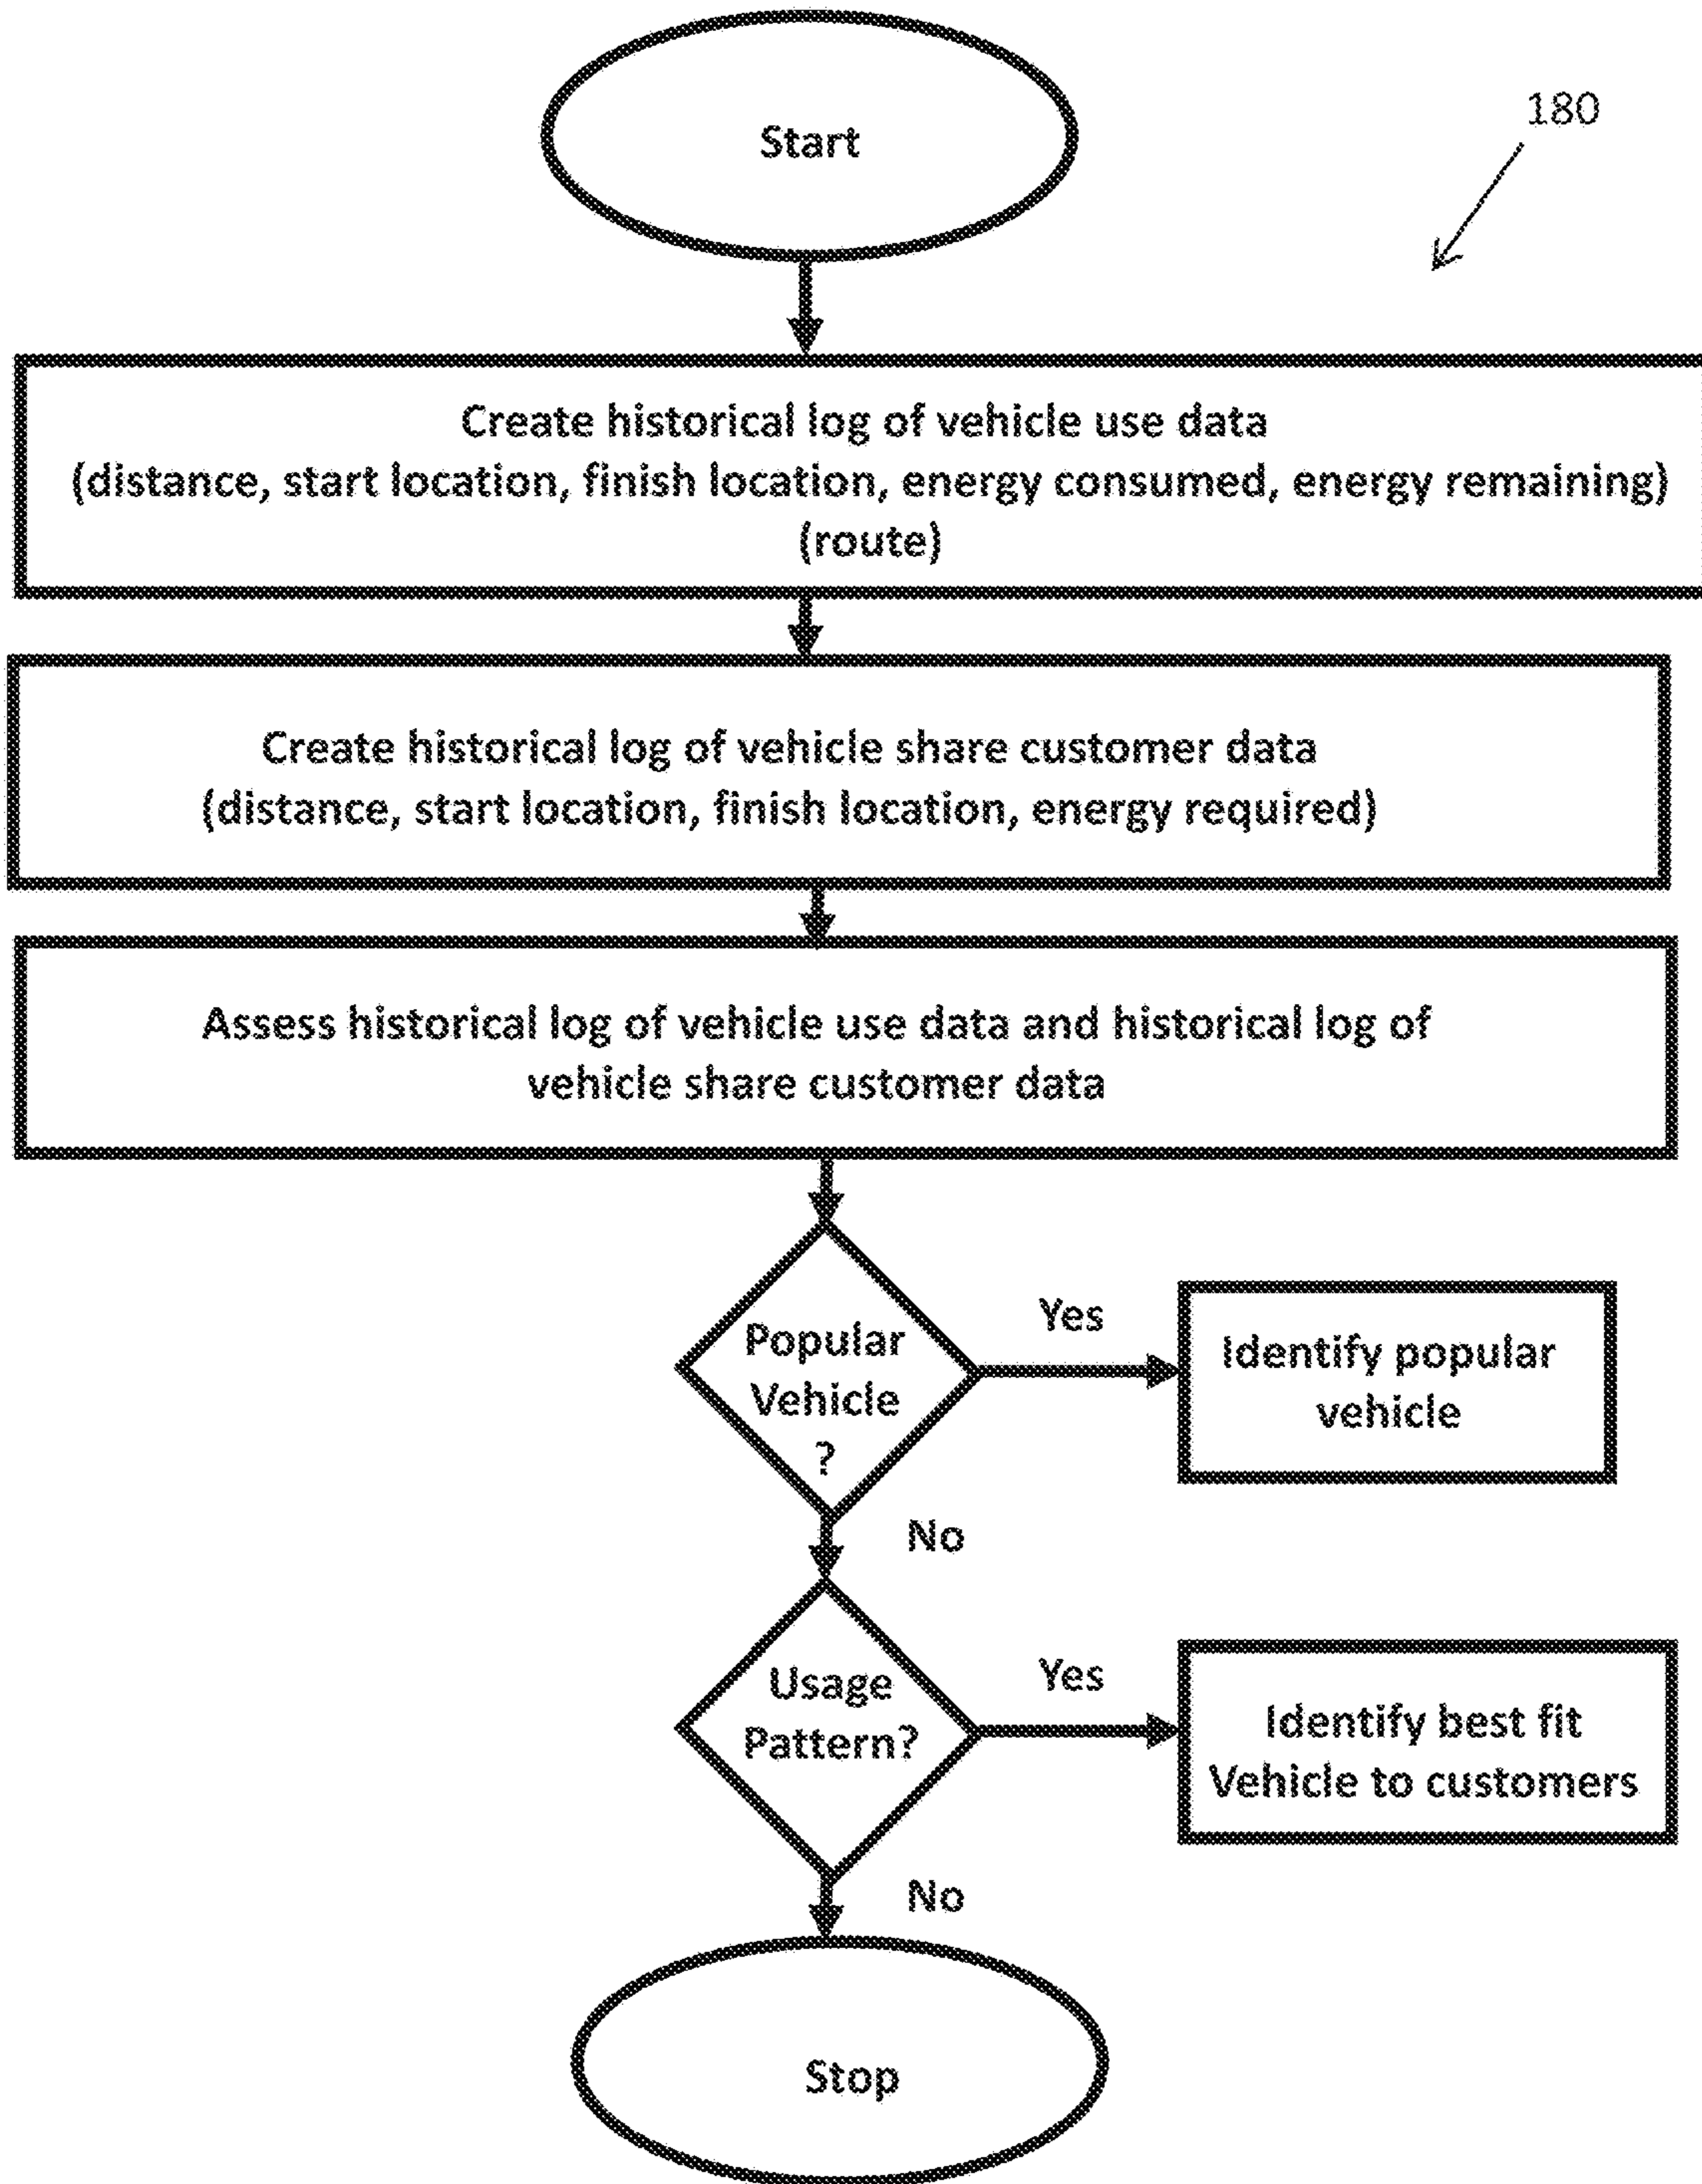 Start
180
Create historical log of vehicle use data
(distance, start location, finish location, energy consumed, energy remaining)
(route)
Create historical log of vehicle share customer data
(distance, start location, finish location, energy required)
Assess historical log of vehicle use data and historical log of
vehicle share customer data
Popular
Vehicle
?
Yes
Identify popular
vehicle
No
Usage
Pattern?
Yes
Identify best fit
Vehicle to customers
No
Stop